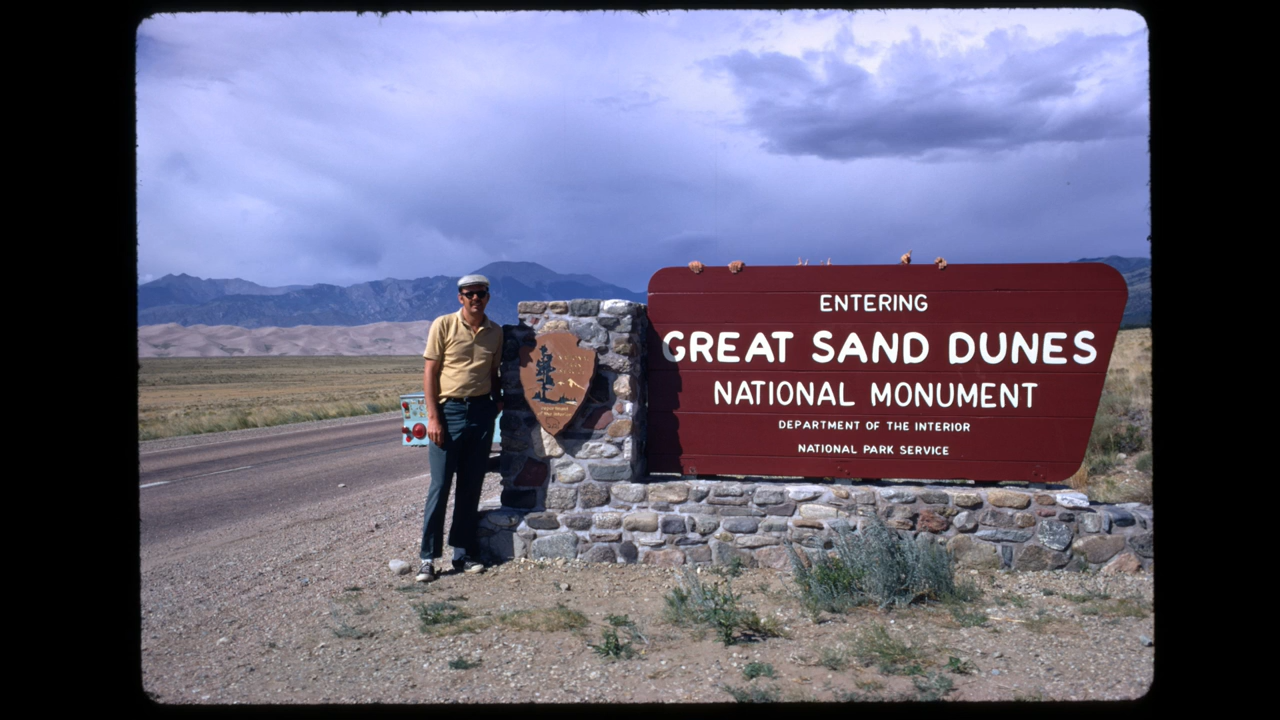 ENTERING
GREAT SAND DUNES
NATIONAL MONUMENT
DEPARTMENT OF THE INTERIOR
NATIONAL PARK SERVICE